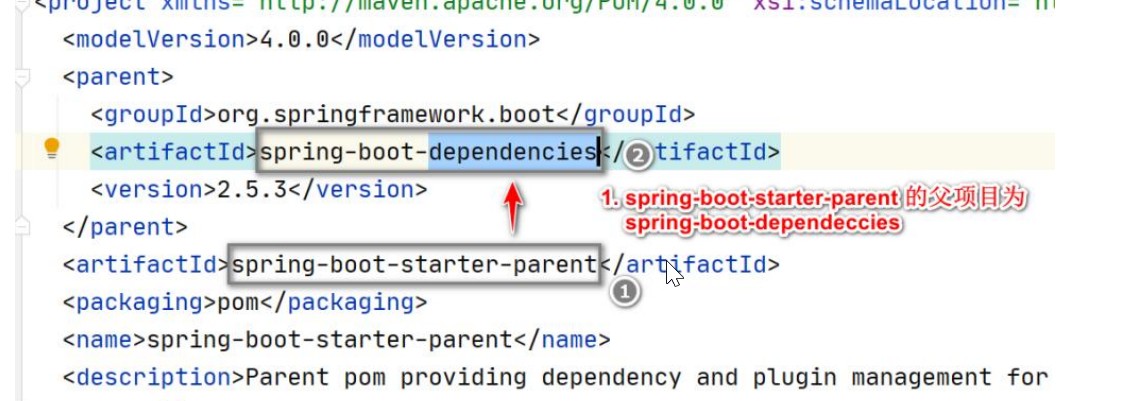 <project xmlns="http://maven.apache.org/POM/4.0.0" xsi:schemaLocation="ht
<modelVersion>4.0.0</modelVersion>
<parent>
<groupId>org.springframework.boot</groupId>
<artifactId>spring-boot-dependencies</ ② tifactId>
<version>2.5.3</version>
1. spring-boot-starter-parent 的父项目为
spring-boot-dependeccies
</parent>
<artifactId>spring-boot-starter-parent</artifactId>
①
<packaging>pom</packaging>
<name>spring-boot-starter-parent</name>
<description>Parent pom providing dependency and plugin management for